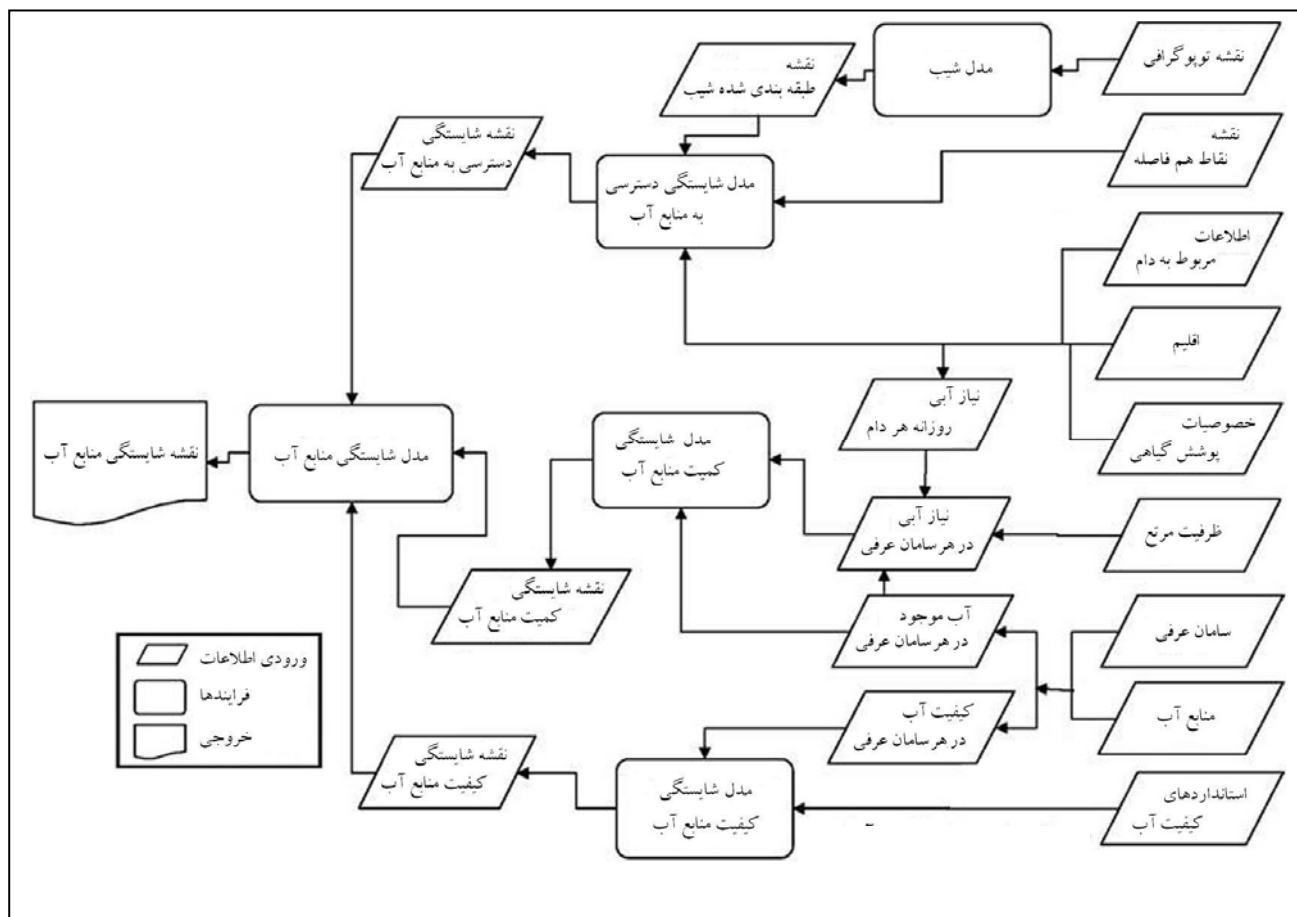 نقشه توپوگرافی
مدل شیب
نقشه
طبقه بندی شده شیب
نقشه
نقاط هم فاصله
نقشه شایستگی
دسترسی به منابع آب
مدل شایستگی دسترسی
به منابع آب
اطلاعات
مربوط به دام
اقلیم
خصوصیات
پوشش گیاهی
نیاز آبی
روزانه هر دام
مدل شایستگی
کمیت منابع آب
مدل شایستگی منابع آب
نقشه شایستگی منابع آب
ظرفیت مرتع
نیاز آبی
در هر سامان عرفی
نقشه شایستگی
کمیت منابع آب
آب موجود
در هر سامان عرفی
سامان عرفی
منابع آب
کیفیت آب
در هر سامان عرفی
ورودی اطلاعات
فرایندها
خروجی
نقشه شایستگی
کیفیت منابع آب
مدل شایستگی
کیفیت منابع آب
استانداردهای
کیفیت آب